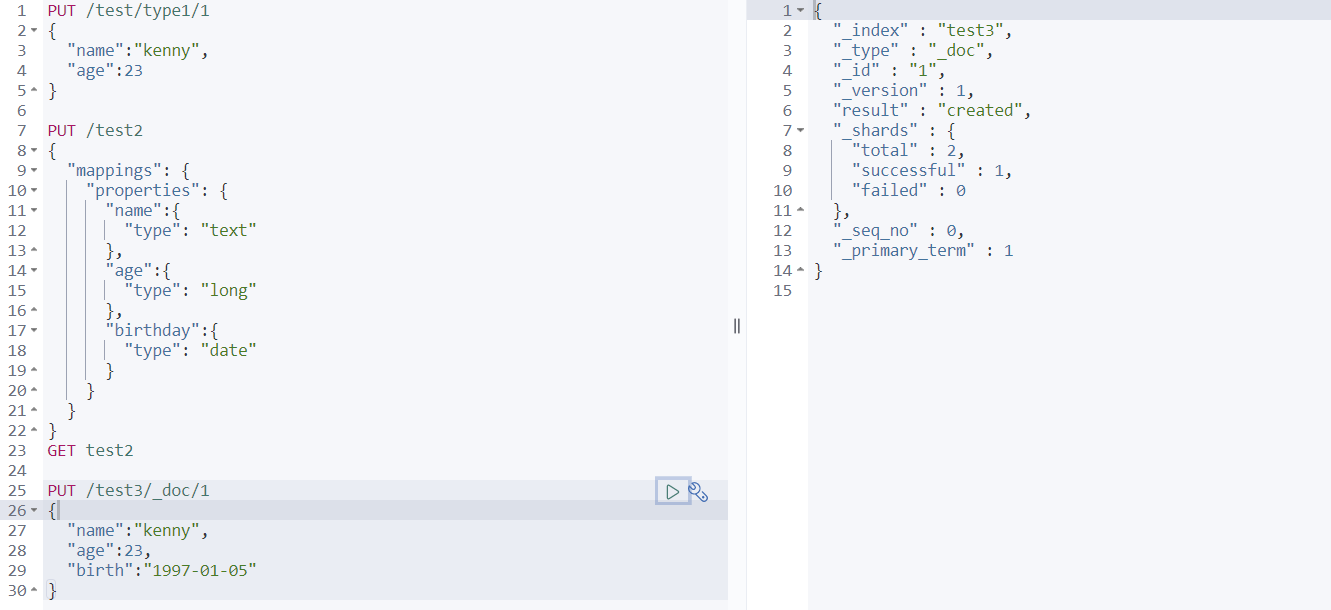 1 PUT /test/type1/1
2 {
3 "name":"kenny",
4 "age":23
5 }
6
7 PUT /test2
8 {
9 "mappings": {
10 "properties": {
11 "name":{
12 "type": "text"
13 },
14 "age":{
15 "type": "long"
16 },
17 "birthday":{
18 "type": "date"
19 }
20 }
21 }
22 }
23 GET test2
24
25 PUT /test3/_doc/1
26 {
27 "name":"kenny",
28 "age":23,
29 "birth":"1997-01-05"
30 }
1 {
2 "_index" : "test3",
3 "_type" : "_doc",
4 "_id" : "1",
5 "_version" : 1,
6 "result" : "created",
7 "_shards" : {
8 "total" : 2,
9 "successful" : 1,
10 "failed" : 0
11 },
12 "_seq_no" : 0,
13 "_primary_term" : 1
14 }
15